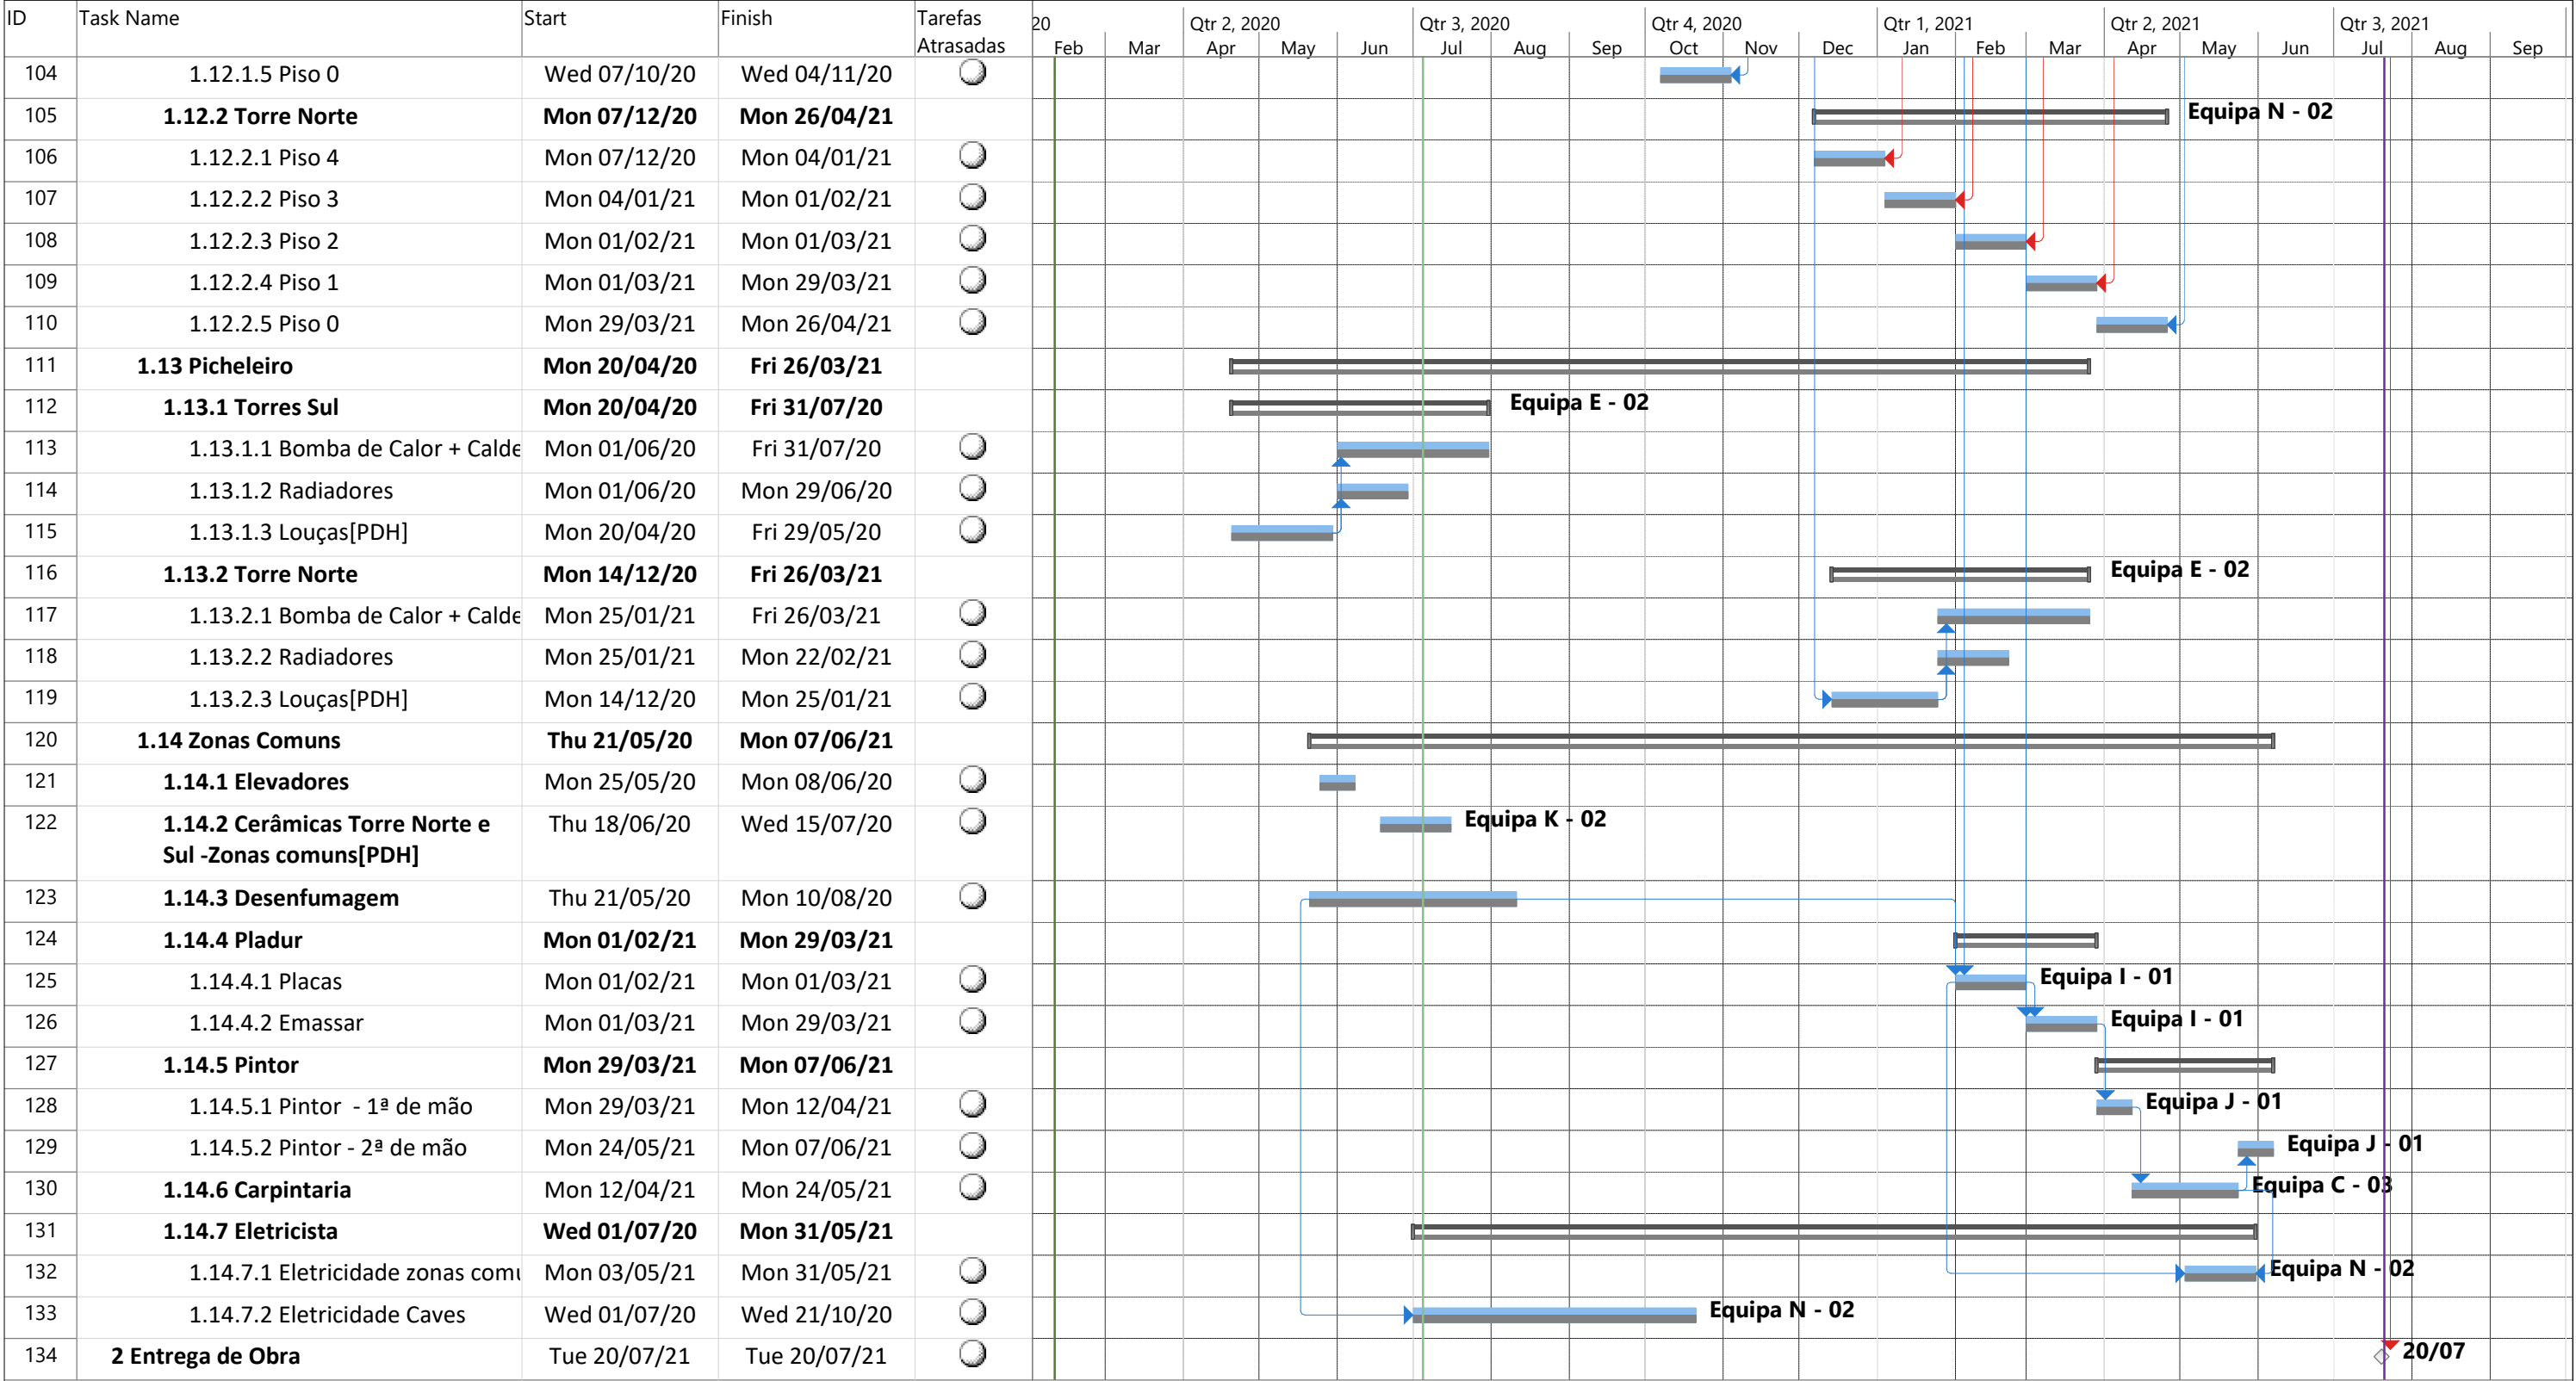 ID Task Name Start Finish Tarefas Atrasadas
20 Qtr 2, 2020 Qtr 3, 2020 Qtr 4, 2020 Qtr 1, 2021 Qtr 2, 2021 Qtr 3, 2021
Feb Mar Apr May Jun Jul Aug Sep Oct Nov Dec Jan Feb Mar Apr May Jun Jul Aug Sep
104 1.12.1.5 Piso 0 Wed 07/10/20 Wed 04/11/20
105 1.12.2 Torre Norte Mon 07/12/20 Mon 26/04/21 Equipa N - 02
106 1.12.2.1 Piso 4 Mon 07/12/20 Mon 04/01/21
107 1.12.2.2 Piso 3 Mon 04/01/21 Mon 01/02/21
108 1.12.2.3 Piso 2 Mon 01/02/21 Mon 01/03/21
109 1.12.2.4 Piso 1 Mon 01/03/21 Mon 29/03/21
110 1.12.2.5 Piso 0 Mon 29/03/21 Mon 26/04/21
111 1.13 Picheleiro Mon 20/04/20 Fri 26/03/21
112 1.13.1 Torres Sul Mon 20/04/20 Fri 31/07/20 Equipa E - 02
113 1.13.1.1 Bomba de Calor + Calde Mon 01/06/20 Fri 31/07/20
114 1.13.1.2 Radiadores Mon 01/06/20 Mon 29/06/20
115 1.13.1.3 Louças[PDH] Mon 20/04/20 Fri 29/05/20
116 1.13.2 Torre Norte Mon 14/12/20 Fri 26/03/21 Equipa E - 02
117 1.13.2.1 Bomba de Calor + Calde Mon 25/01/21 Fri 26/03/21
118 1.13.2.2 Radiadores Mon 25/01/21 Mon 22/02/21
119 1.13.2.3 Louças[PDH] Mon 14/12/20 Mon 25/01/21
120 1.14 Zonas Comuns Thu 21/05/20 Mon 07/06/21
121 1.14.1 Elevadores Mon 25/05/20 Mon 08/06/20
122 1.14.2 Cerâmicas Torre Norte e Thu 18/06/20 Wed 15/07/20 Equipa K - 02
Sul -Zonas comuns[PDH]
123 1.14.3 Desenfumagem Thu 21/05/20 Mon 10/08/20
124 1.14.4 Pladur Mon 01/02/21 Mon 29/03/21
125 1.14.4.1 Placas Mon 01/02/21 Mon 01/03/21 Equipa I - 01
126 1.14.4.2 Emassar Mon 01/03/21 Mon 29/03/21 Equipa I - 01
127 1.14.5 Pintor Mon 29/03/21 Mon 07/06/21
128 1.14.5.1 Pintor - 1ª de mão Mon 29/03/21 Mon 12/04/21 Equipa J - 01
129 1.14.5.2 Pintor - 2ª de mão Mon 24/05/21 Mon 07/06/21 Equipa J - 01
130 1.14.6 Carpintaria Mon 12/04/21 Mon 24/05/21 Equipa C - 03
131 1.14.7 Eletricista Wed 01/07/20 Mon 31/05/21
132 1.14.7.1 Eletricidade zonas comu Mon 03/05/21 Mon 31/05/21 Equipa N - 02
133 1.14.7.2 Eletricidade Caves Wed 01/07/20 Wed 21/10/20 Equipa N - 02
134 2 Entrega de Obra Tue 20/07/21 Tue 20/07/21 20/07